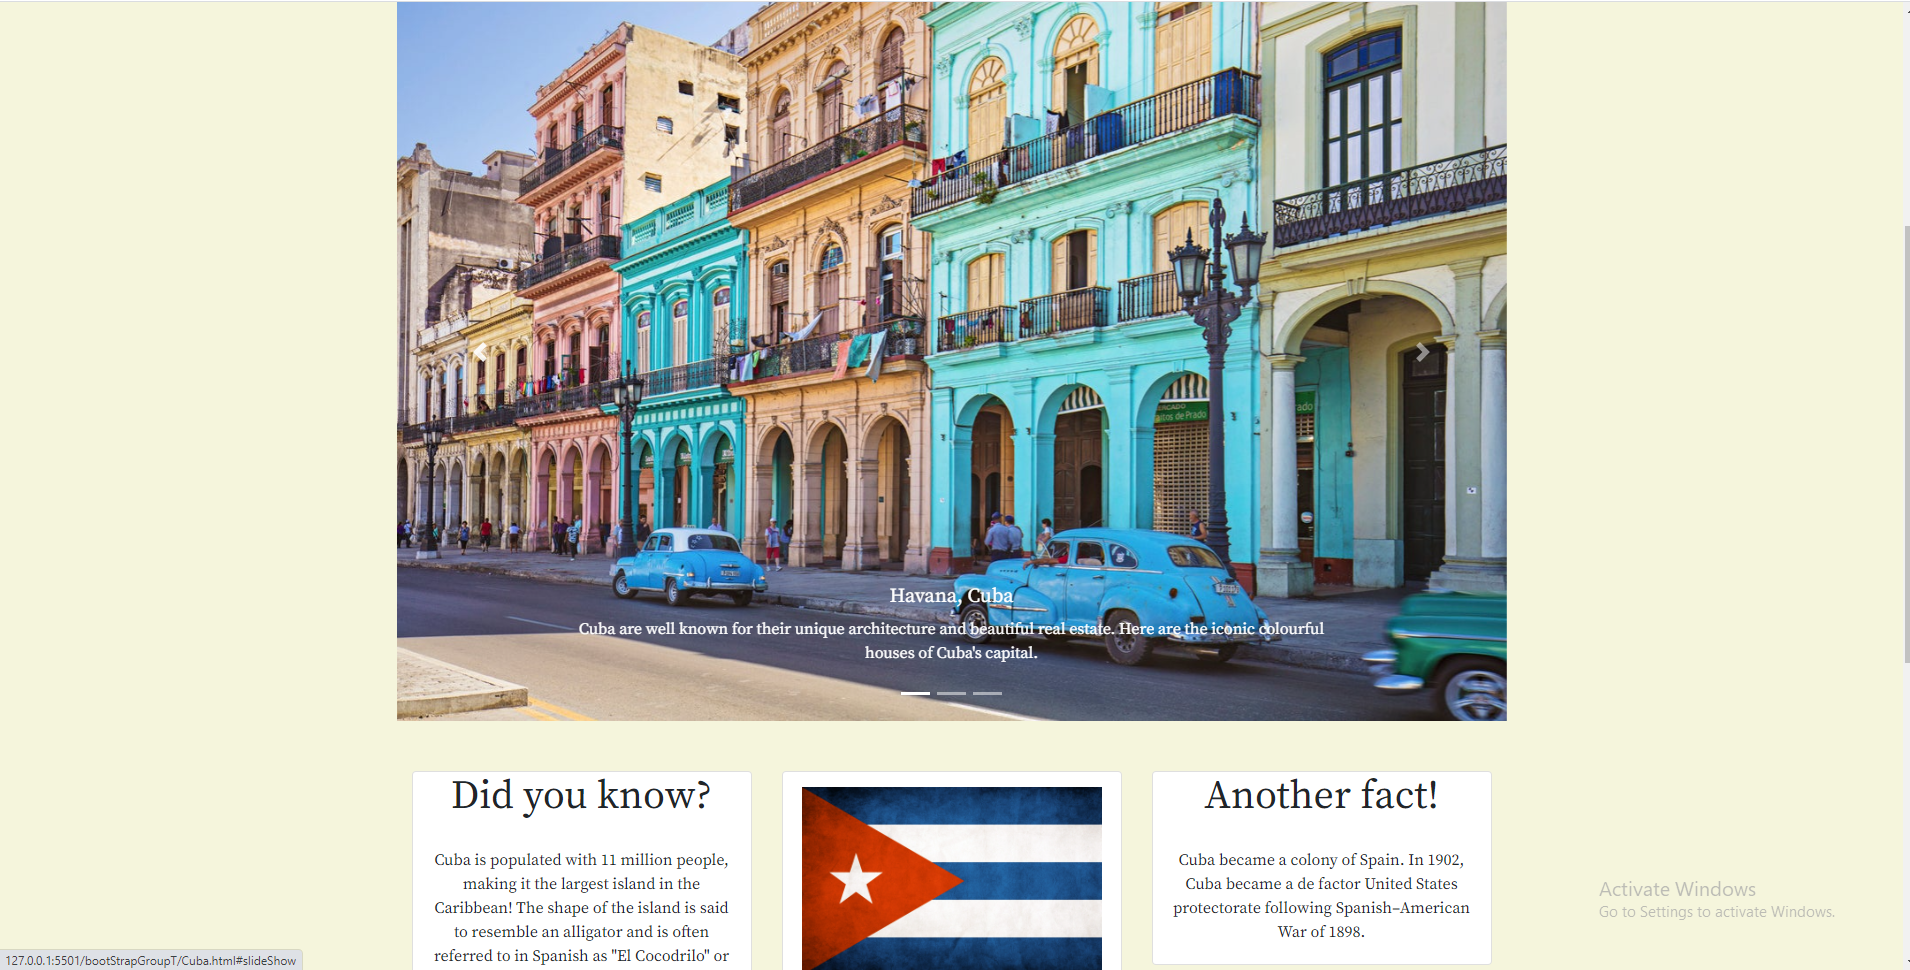 MERCADO
aitos de Prado
ado
Havana, Cuba
Cuba are well known for their unique architecture and beautiful real estate. Here are the iconic colourful
houses of Cuba's capital.
Did you know?
Cuba is populated with 11 million people,
making it the largest island in the
Caribbean! The shape of the island is said
to resemble an alligator and is often
referred to in Spanish as "El Cocodrilo" or
Another fact!
Cuba became a colony of Spain. In 1902,
Cuba became a de factor United States
protectorate following Spanish–American
War of 1898.
Activate Windows
Go to Settings to activate Windows.
127.0.0.1:5501/bootStrapGroupT/Cuba.html#slideShow